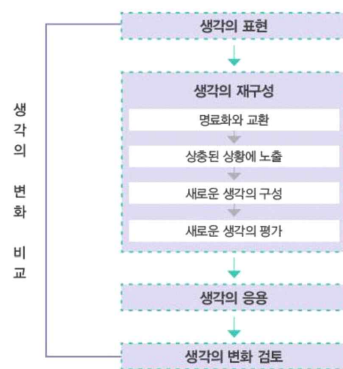 생각의 표현
생각의 재구성
명료화와 교환
상충된 상황에 노출
새로운 생각의 구성
새로운 생각의 평가
생각의 응용
생각의 변화 검토
생각의 변화 비교